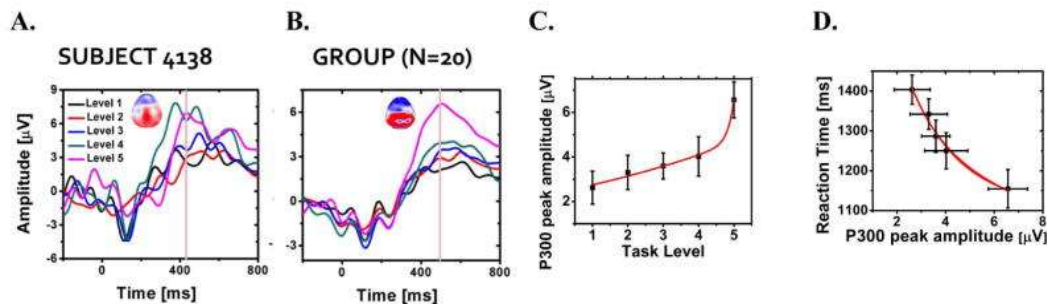 A.
SUBJECT 4138
Amplitude [µV]
9
6
3
0
-3
-6
Level 1
Level 2
Level 3
Level 4
Level 5
0 400 800
Time [ms]
B.
GROUP (N=20)
6
3
0
-3
0 400 800
Time [ms]
C.
P300 peak amplitude [µV]
6
4
2
1 2 3 4 5
Task Level
D.
Reaction Time [ms]
1400
1300
1200
1100
2 4 6 8
P300 peak amplitude [µV]